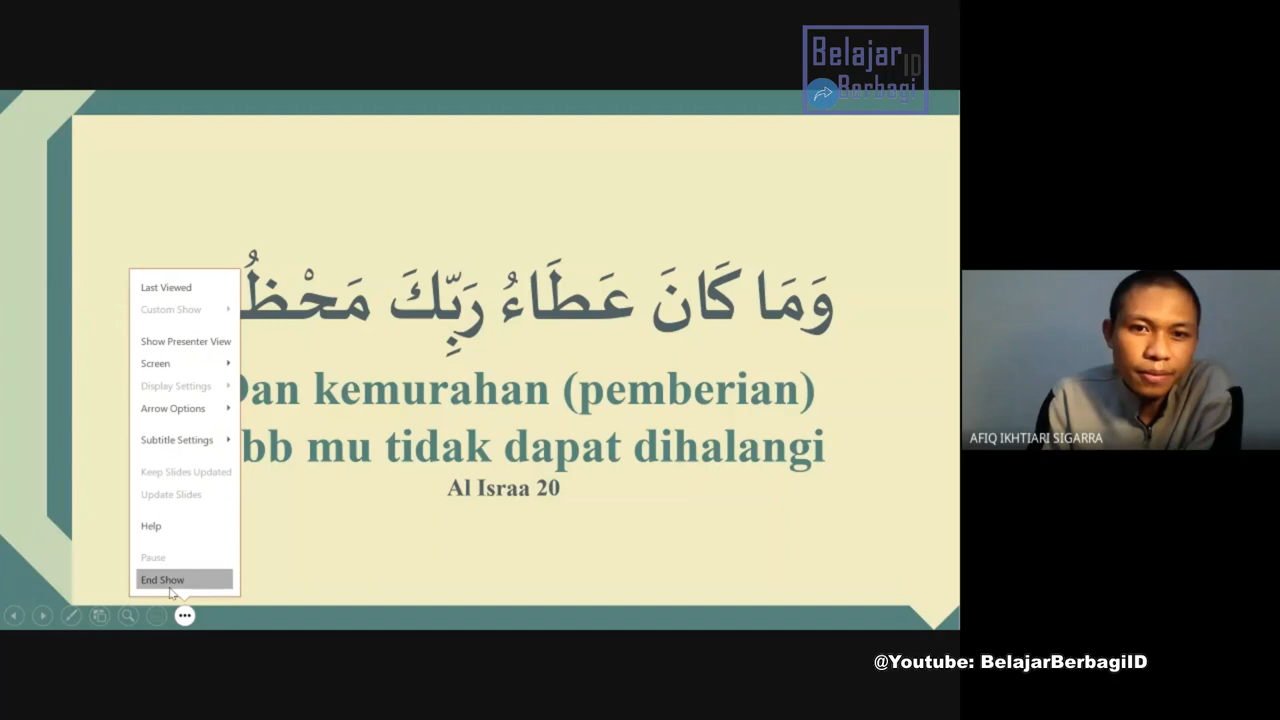 Belajar ID
Berbagi
وَمَا كَانَ عَطَاءُ رَبِّكَ
Dan kemurahan (pemberian)
bb mu tidak dapat dihalangi
Al Israa 20
Last Viewed
Custom Show
Show Presenter View
Screen
Display Settings
Arrow Options
Subtitle Settings
Keep Slides Updated
Update Slides
Help
Pause
End Show
AFIQ IKHTIARI SIGARRA
@Youtube: BelajarBerbagiID